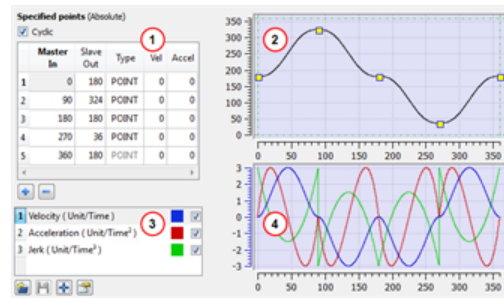 Specified points (Absolute)
Cyclic
Master In Slave Out Type Vel Accel
1 0 180 POINT 0 0
2 90 324 POINT 0 0
3 180 180 POINT 0 0
4 270 36 POINT 0 0
5 360 180 POINT 0 0
1
1 Velocity ( Unit/Time )
2 Acceleration ( Unit/Time² )
3 Jerk ( Unit/Time³ )
3
350
300
250
200
150
100
50
0
2
0 50 100 150 200 250 300 350
3
2
1
0
-1
-2
-3
4
0 50 100 150 200 250 300 350